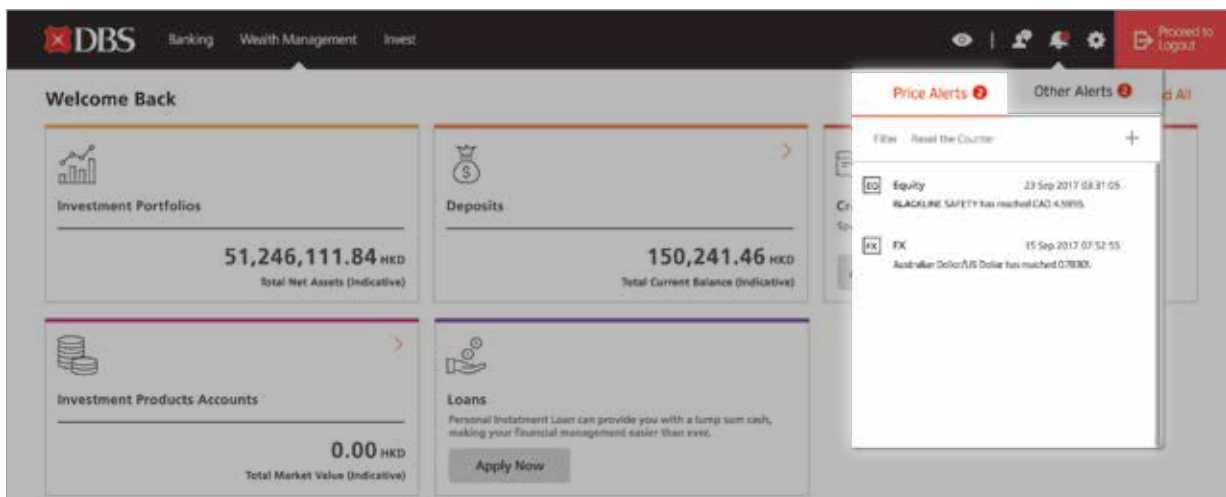 DBS
Banking Wealth Management Invest
Proceed to
Logout
Welcome Back
Price Alerts 2
Other Alerts 2
d All
Filter Reset the Counter
EQ Equity 23 Sep 2017 03:31:05
BLACKLINE SAFETY has reached CAD
FX FX 15 Sep 2017 07:52:55
Australian Dollar/US Dollar has reached
Investment Portfolios
51,246,111.84 HKD
Total Net Assets (Indicative)
Deposits
150,241.46 HKD
Total Current Balance (Indicative)
Cr
Investment Products Accounts
0.00 HKD
Total Market Value (Indicative)
Loans
Personal Instalment Loan can provide you with a lump sum cash,
making your financial management easier than ever.
Apply Now